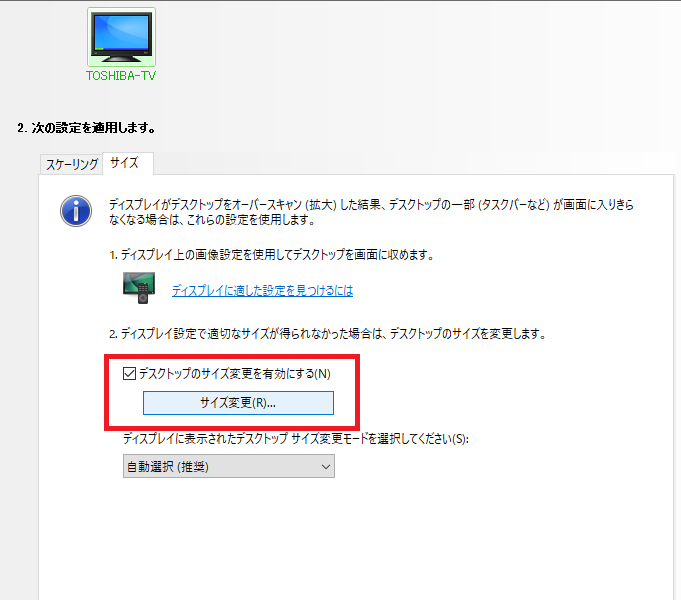 TOSHIBA-TV
2. 次の設定を適用します。
スケーリング
サイズ
ディスプレイがデスクトップをオーバースキャン (拡大) した結果、デスクトップの一部 (タスクバーなど) が画面に入りきら
なくなる場合は、これらの設定を使用します。
1. ディスプレイ上の画像設定を使用してデスクトップを画面に収めます。
ディスプレイに適した設定を見つけるには
2. ディスプレイ設定で適切なサイズが得られなかった場合は、デスクトップのサイズを変更します。
デスクトップのサイズ変更を有効にする(N)
サイズ変更(R)...
ディスプレイに表示されたデスクトップ サイズ変更モードを選択してください(S):
自動選択 (推奨)